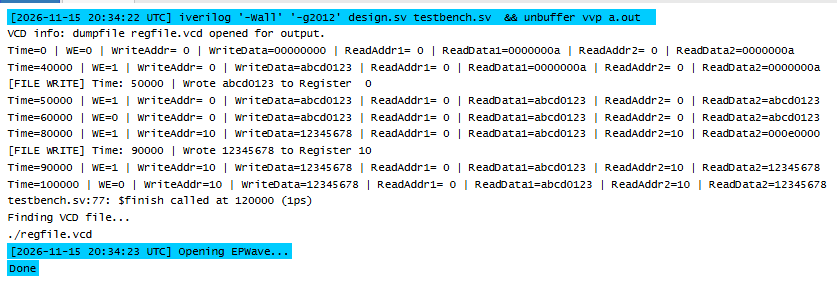 [2026-11-15 20:34:22 UTC] iverilog '-Wall' '-g2012' design.sv testbench.sv  && unbuffer vvp a.out
VCD info: dumpfile regfile.vcd opened for output.
Time=0 | WE=0 | WriteAddr= 0 | WriteData=00000000 | ReadAddr1= 0 | ReadData1=0000000a | ReadAddr2= 0 | ReadData2=0000000a
Time=40000 | WE=1 | WriteAddr= 0 | WriteData=abcd0123 | ReadAddr1= 0 | ReadData1=0000000a | ReadAddr2= 0 | ReadData2=0000000a
[FILE WRITE] Time: 50000 | Wrote abcd0123 to Register  0
Time=50000 | WE=1 | WriteAddr= 0 | WriteData=abcd0123 | ReadAddr1= 0 | ReadData1=abcd0123 | ReadAddr2= 0 | ReadData2=abcd0123
Time=60000 | WE=0 | WriteAddr= 0 | WriteData=abcd0123 | ReadAddr1= 0 | ReadData1=abcd0123 | ReadAddr2= 0 | ReadData2=abcd0123
Time=80000 | WE=1 | WriteAddr=10 | WriteData=12345678 | ReadAddr1= 0 | ReadData1=abcd0123 | ReadAddr2=10 | ReadData2=000e0000
[FILE WRITE] Time: 90000 | Wrote 12345678 to Register 10
Time=90000 | WE=1 | WriteAddr=10 | WriteData=12345678 | ReadAddr1= 0 | ReadData1=abcd0123 | ReadAddr2=10 | ReadData2=12345678
Time=100000 | WE=0 | WriteAddr=10 | WriteData=12345678 | ReadAddr1= 0 | ReadData1=abcd0123 | ReadAddr2=10 | ReadData2=12345678
testbench.sv:77: $finish called at 120000 (1ps)
Finding VCD file...
./regfile.vcd
[2026-11-15 20:34:23 UTC] Opening EPWave...
Done